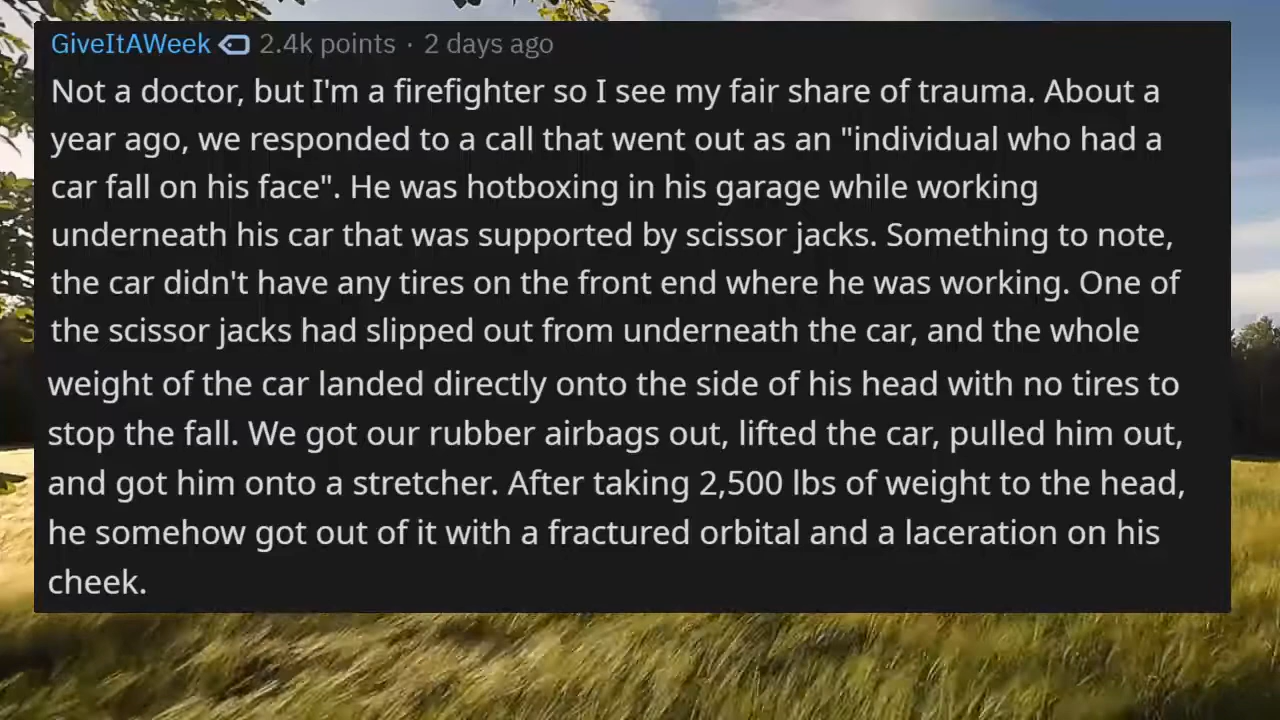 GiveItAWeek 2.4k points · 2 days ago
Not a doctor, but I'm a firefighter so I see my fair share of trauma. About a
year ago, we responded to a call that went out as an "individual who had a
car fall on his face". He was hotboxing in his garage while working
underneath his car that was supported by scissor jacks. Something to note,
the car didn't have any tires on the front end where he was working. One of
the scissor jacks had slipped out from underneath the car, and the whole
weight of the car landed directly onto the side of his head with no tires to
stop the fall. We got our rubber airbags out, lifted the car, pulled him out,
and got him onto a stretcher. After taking 2,500 lbs of weight to the head,
he somehow got out of it with a fractured orbital and a laceration on his
cheek.